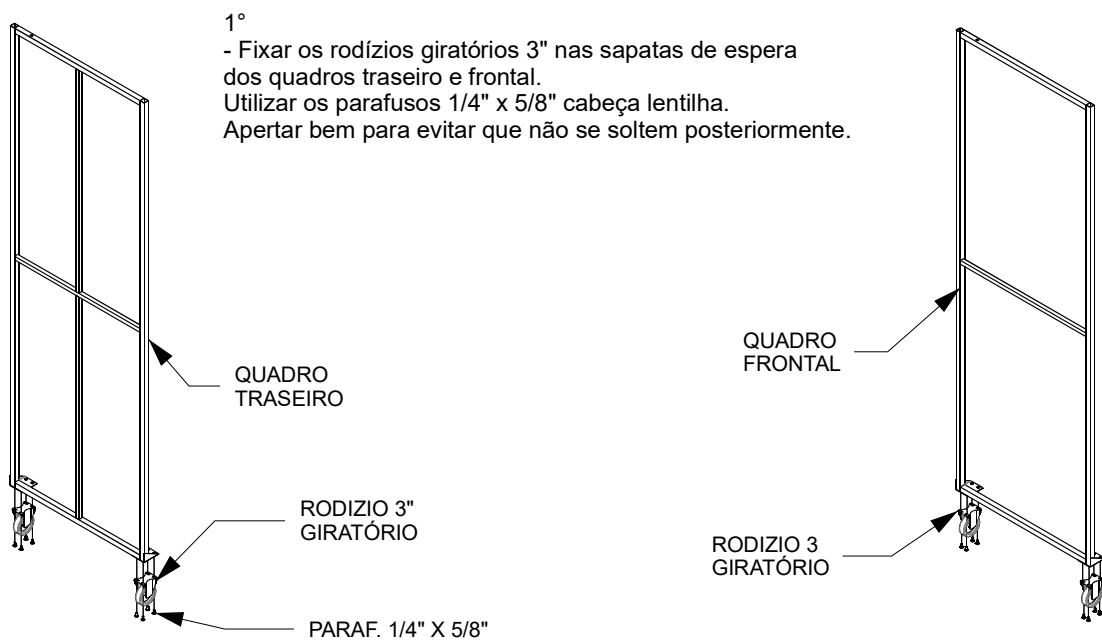 1°
- Fixar os rodízios giratórios 3" nas sapatas de espera
dos quadros traseiro e frontal.
Utilizar os parafusos 1/4" x 5/8" cabeça lentilha.
Apertar bem para evitar que não se soltem posteriormente.
QUADRO
TRASEIRO
QUADRO
FRONTAL
RODIZIO 3"
GIRATÓRIO
RODIZIO 3
GIRATÓRIO
PARAF. 1/4" X 5/8"